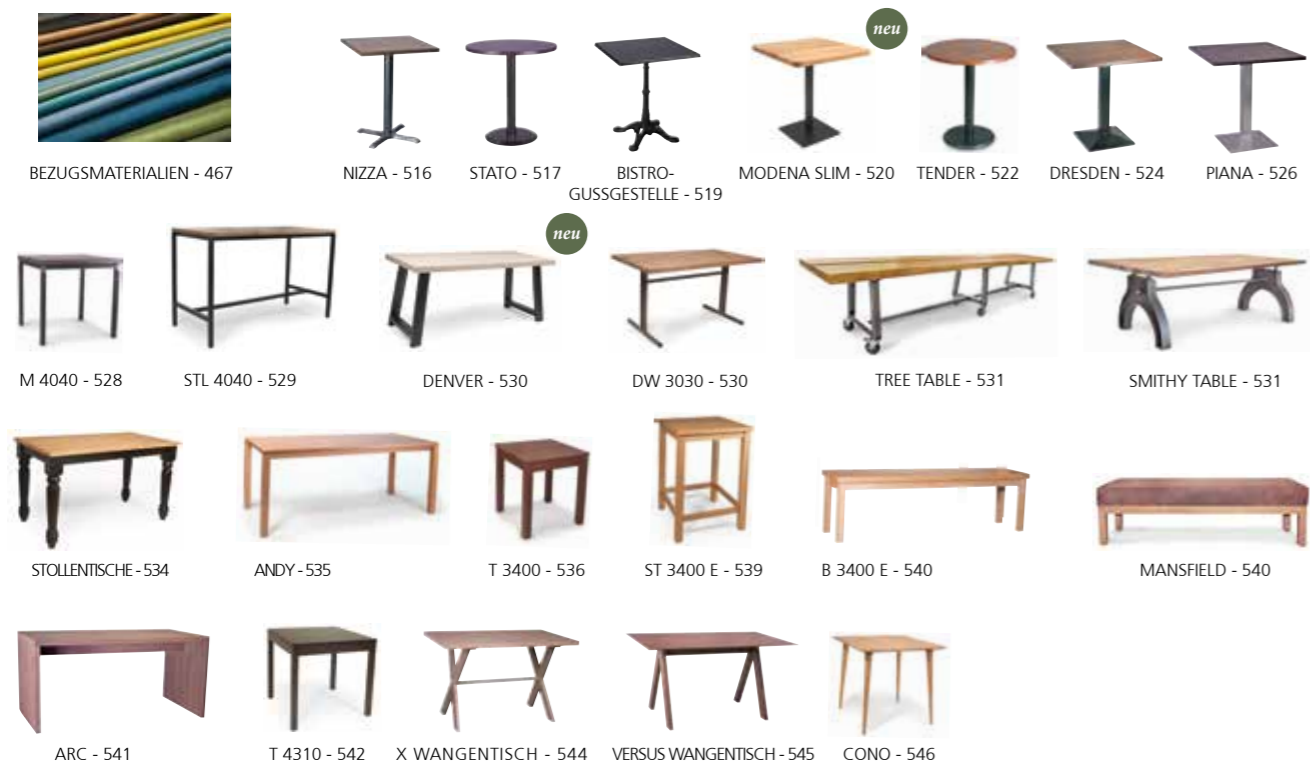 neu
BEZUGSMATERIALIEN - 467
NIZZA - 516
STATO - 517
BISTRO-
GUSSGESTELLE - 519
MODENA SLIM - 520
TENDER - 522
DRESDEN - 524
PIANA - 526
neu
M 4040 - 528
STL 4040 - 529
DENVER - 530
DW 3030 - 530
TREE TABLE - 531
SMITHY TABLE - 531
STOLLENTISCHE - 534
ANDY - 535
T 3400 - 536
ST 3400 E - 539
B 3400 E - 540
MANSFIELD - 540
ARC - 541
T 4310 - 542
X WANGENTISCH - 544
VERSUS WANGENTISCH - 545
CONO - 546